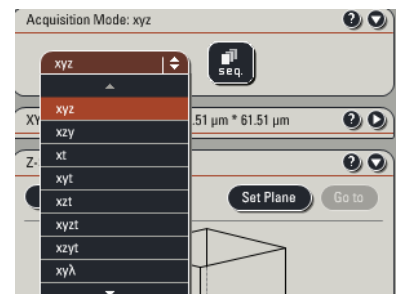 Acquisition Mode: xyz
xyz
seq.
xyz
XY
.51 µm * 61.51 µm
xzy
xt
Z-
xyt
xzt
Set Plane
Go to
xyzt
xzyt
xyλ